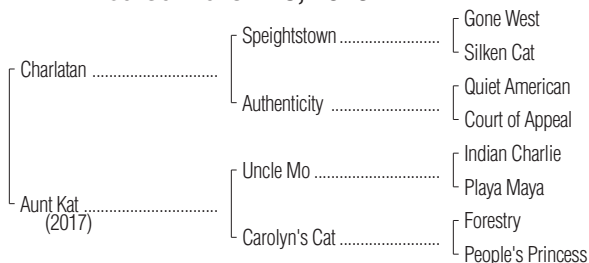 Gone West
Speightstown
Silken Cat
Charlatan
Quiet American
Authenticity
Court of Appeal
Indian Charlie
Uncle Mo
Playa Maya
Aunt Kat
(2017)
Forestry
Carolyn's Cat
People's Princess